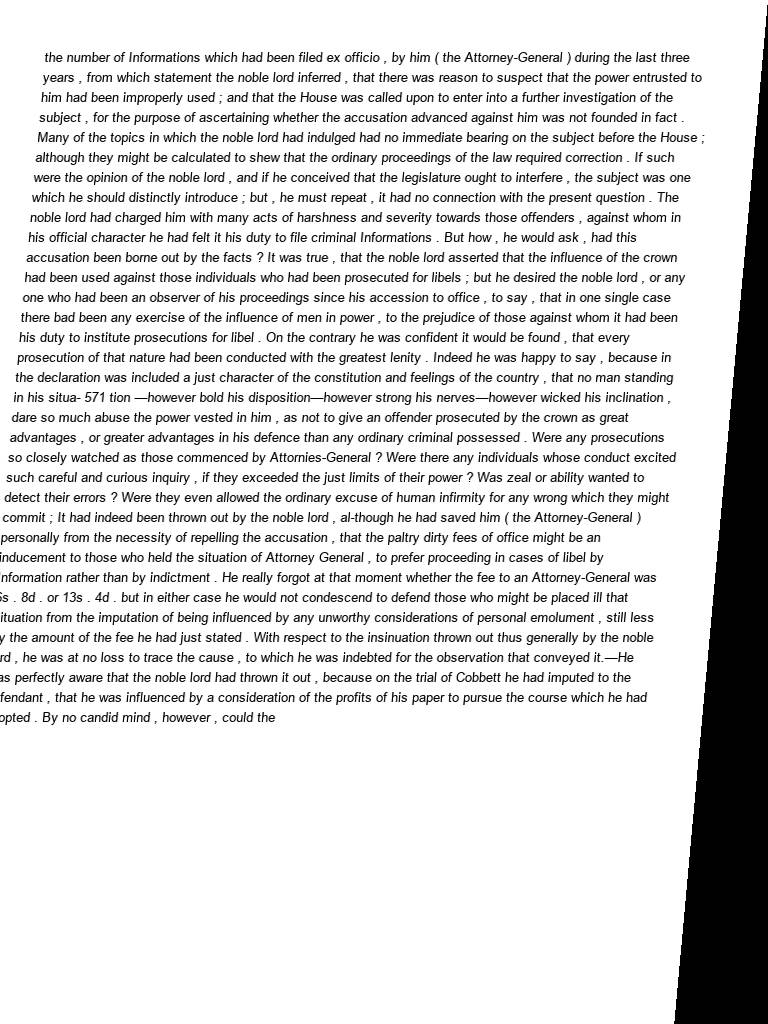 the number of Informations which had been filed ex officio , by him ( the Attorney-General ) during the last three
years , from which statement the noble lord inferred , that there was reason to suspect that the power entrusted to
him had been improperly used ; and that the House was called upon to enter into a further investigation of the
subject , for the purpose of ascertaining whether the accusation advanced against him was not founded in fact .
Many of the topics in which the noble lord had indulged had no immediate bearing on the subject before the House ;
although they might be calculated to shew that the ordinary proceedings of the law required correction . If such
were the opinion of the noble lord , and if he conceived that the legislature ought to interfere , the subject was one
which he should distinctly introduce ; but , he must repeat , it had no connection with the present question . The
noble lord had charged him with many acts of harshness and severity towards those offenders , against whom in
his official character he had felt it his duty to file criminal Informations . But how , he would ask , had this
accusation been borne out by the facts ? It was true , that the noble lord asserted that the influence of the crown
had been used against those individuals who had been prosecuted for libels ; but he desired the noble lord , or any
one who had been an observer of his proceedings since his accession to office , to say , that in one single case
there bad been any exercise of the influence of men in power , to the prejudice of those against whom it had been
his duty to institute prosecutions for libel . On the contrary he was confident it would be found , that every
prosecution of that nature had been conducted with the greatest lenity . Indeed he was happy to say , because in
the declaration was included a just character of the constitution and feelings of the country , that no man standing
in his situa- 571 tion —however bold his disposition—however strong his nerves—however wicked his inclination ,
dare so much abuse the power vested in him , as not to give an offender prosecuted by the crown as great
advantages , or greater advantages in his defence than any ordinary criminal possessed . Were any prosecutions
so closely watched as those commenced by Attornies-General ? Were there any individuals whose conduct excited
such careful and curious inquiry , if they exceeded the just limits of their power ? Was zeal or ability wanted to
detect their errors ? Were they even allowed the ordinary excuse of human infirmity for any wrong which they might
commit ; It had indeed been thrown out by the noble lord , al-though he had saved him ( the Attorney-General )
personally from the necessity of repelling the accusation , that the paltry dirty fees of office might be an
inducement to those who held the situation of Attorney General , to prefer proceeding in cases of libel by
Information rather than by indictment . He really forgot at that moment whether the fee to an Attorney-General was
6s . 8d . or 13s . 4d . but in either case he would not condescend to defend those who might be placed ill that
ituation from the imputation of being influenced by any unworthy considerations of personal emolument , still less
y the amount of the fee he had just stated . With respect to the insinuation thrown out thus generally by the noble
rd , he was at no loss to trace the cause , to which he was indebted for the observation that conveyed it.—He
as perfectly aware that the noble lord had thrown it out , because on the trial of Cobbett he had imputed to the
fendant , that he was influenced by a consideration of the profits of his paper to pursue the course which he had
opted . By no candid mind , however , could the